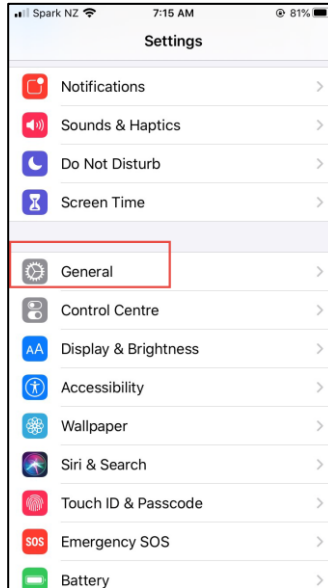 Spark NZ 7:15 AM 81%
Settings
Notifications
Sounds & Haptics
Do Not Disturb
Screen Time
General
Control Centre
AA Display & Brightness
Accessibility
Wallpaper
Siri & Search
Touch ID & Passcode
SOS Emergency SOS
Battery